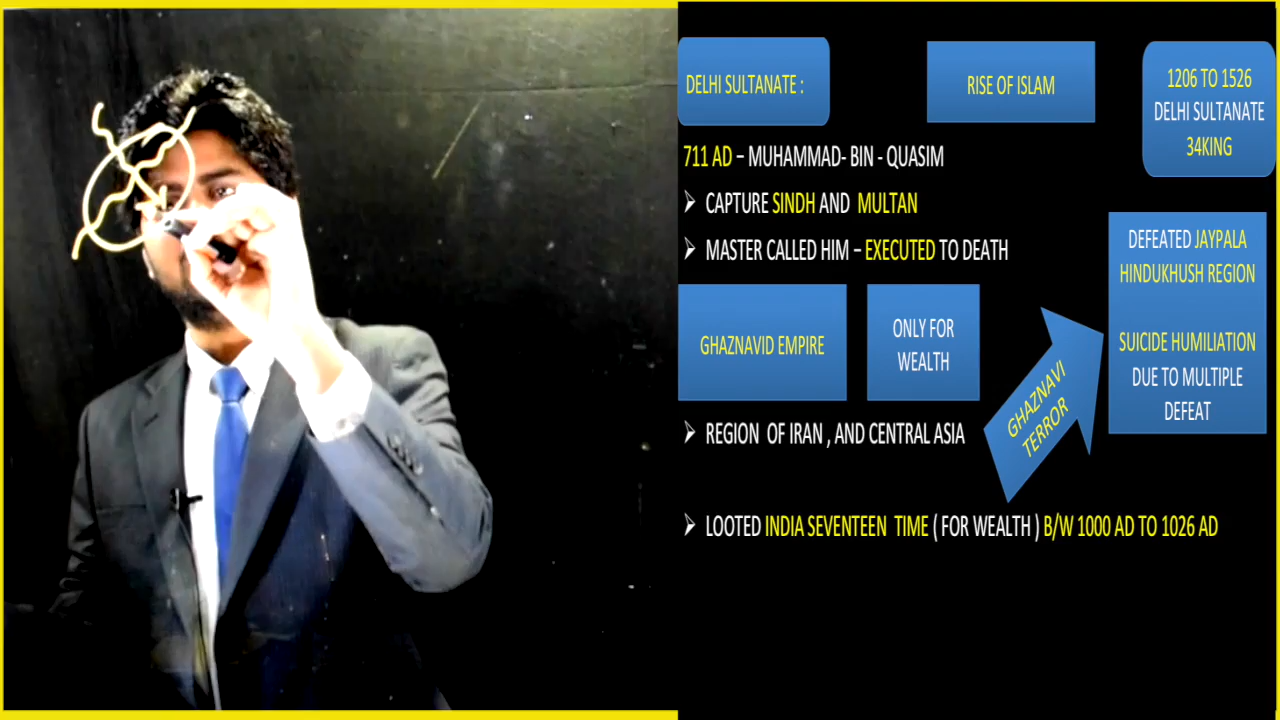 DELHI SULTANATE :
RISE OF ISLAM
1206 TO 1526
DELHI SULTANATE
34KING
711 AD – MUHAMMAD- BIN - QUASIM
➢ CAPTURE SINDH AND MULTAN
➢ MASTER CALLED HIM – EXECUTED TO DEATH
DEFEATED JAYPALA
HINDUKHUSH REGION
SUICIDE HUMILIATION
DUE TO MULTIPLE
DEFEAT
GHAZNAVID EMPIRE
ONLY FOR
WEALTH
GHAZNAVI
TERROR
➢ REGION OF IRAN , AND CENTRAL ASIA
➢ LOOTED INDIA SEVENTEEN TIME ( FOR WEALTH ) B/W 1000 AD TO 1026 AD